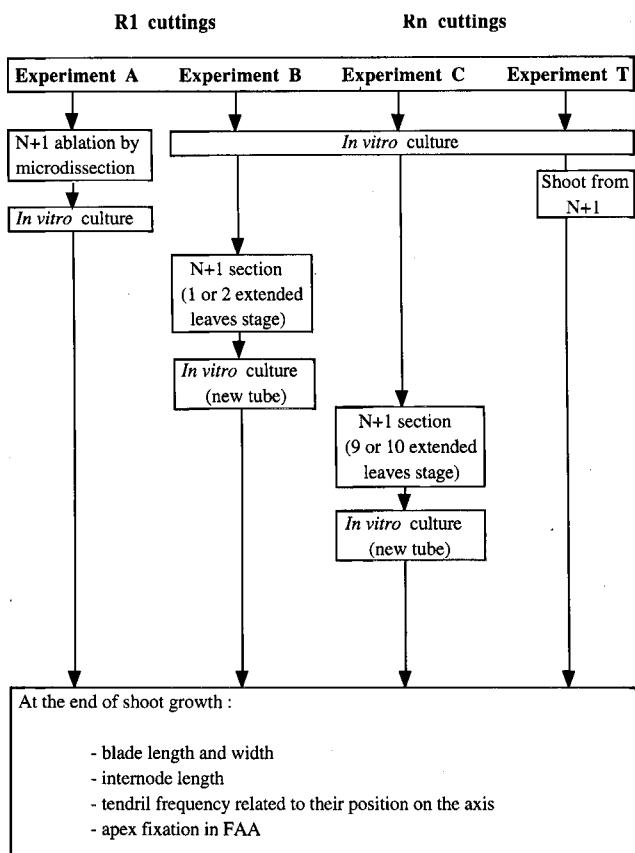 R1 cuttings
Rn cuttings
Experiment A
Experiment B
Experiment C
Experiment T
N+1 ablation by
microdissection
In vitro culture
In vitro culture
Shoot from
N+1
N+1 section
(1 or 2 extended
leaves stage)
In vitro culture
(new tube)
N+1 section
(9 or 10 extended
leaves stage)
In vitro culture
(new tube)
At the end of shoot growth :
- blade length and width
- internode length
- tendril frequency related to their position on the axis
- apex fixation in FAA